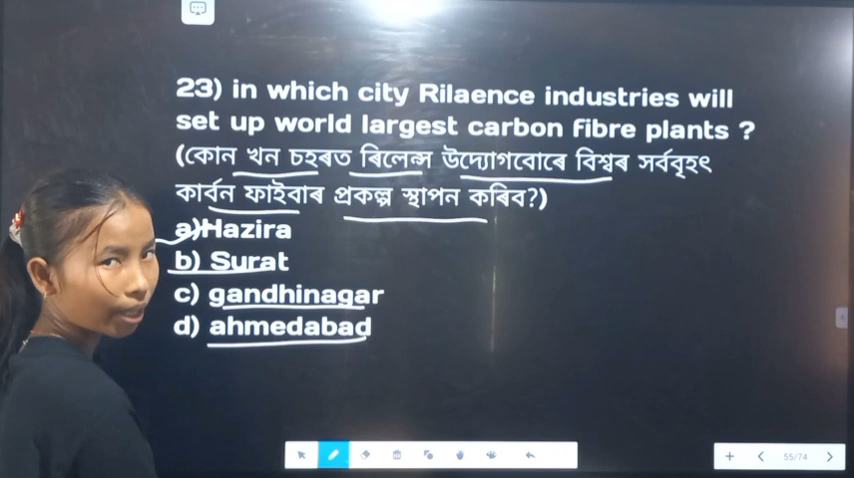 23) in which city Rilaence industries will
set up world largest carbon fibre plants ?
(কোন খন চহৰত ৰিলেন্স উদ্যোগবোৰে বিশ্বৰ সৰ্ববৃহৎ
কাৰ্বন ফাইবাৰ প্ৰকল্প স্থাপন কৰিব?)
a)Hazira
b) Surat
c) gandhinagar
d) ahmedabad
55/74